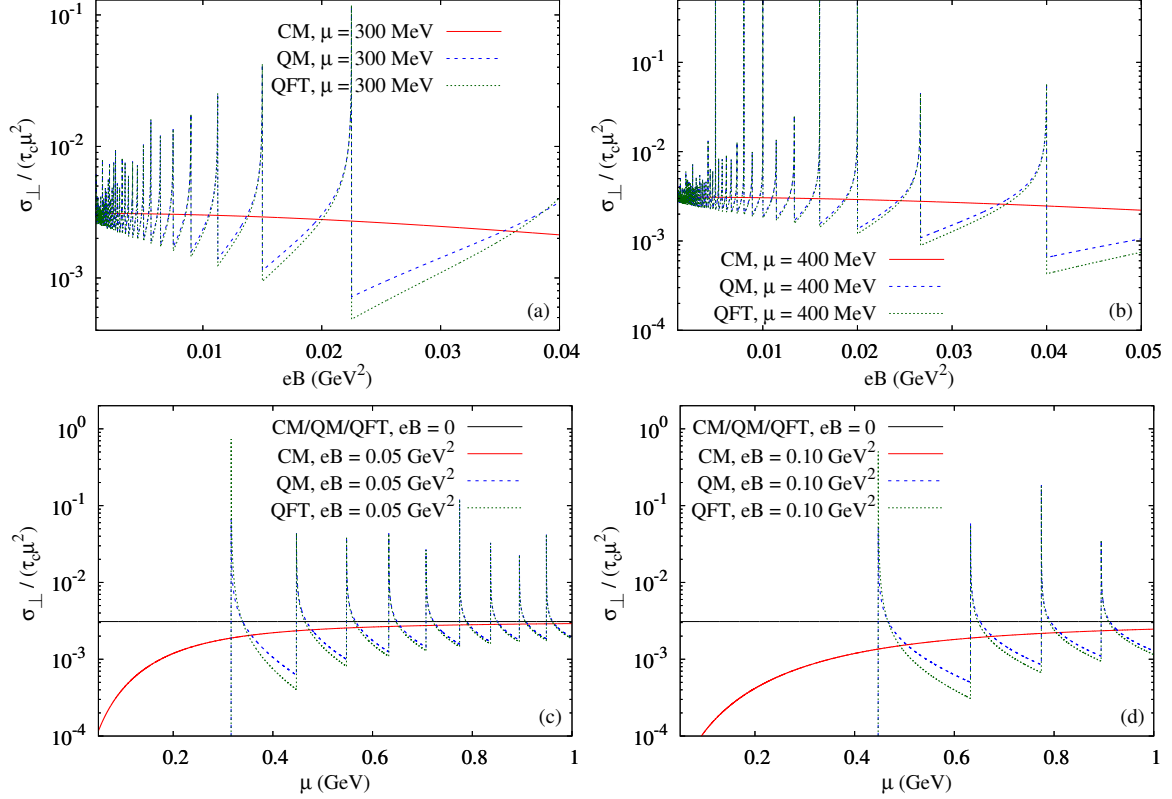 10⁻¹
10⁻²
10⁻³
σ⊥ / (τcμ²)
CM, μ = 300 MeV
QM, μ = 300 MeV
QFT, μ = 300 MeV
(a)
0.01
0.02
0.03
0.04
eB (GeV²)
10⁻¹
10⁻²
10⁻³
10⁻⁴
σ⊥ / (τcμ²)
CM, μ = 400 MeV
QM, μ = 400 MeV
QFT, μ = 400 MeV
(b)
0.01
0.02
0.03
0.04
0.05
eB (GeV²)
10⁰
10⁻¹
10⁻²
10⁻³
10⁻⁴
σ⊥ / (τcμ²)
CM/QM/QFT, eB = 0
CM, eB = 0.05 GeV²
QM, eB = 0.05 GeV²
QFT, eB = 0.05 GeV²
(c)
0.2
0.4
0.6
0.8
1
μ (GeV)
10⁰
10⁻¹
10⁻²
10⁻³
10⁻⁴
σ⊥ / (τcμ²)
CM/QM/QFT, eB = 0
CM, eB = 0.10 GeV²
QM, eB = 0.10 GeV²
QFT, eB = 0.10 GeV²
(d)
0.2
0.4
0.6
0.8
1
μ (GeV)